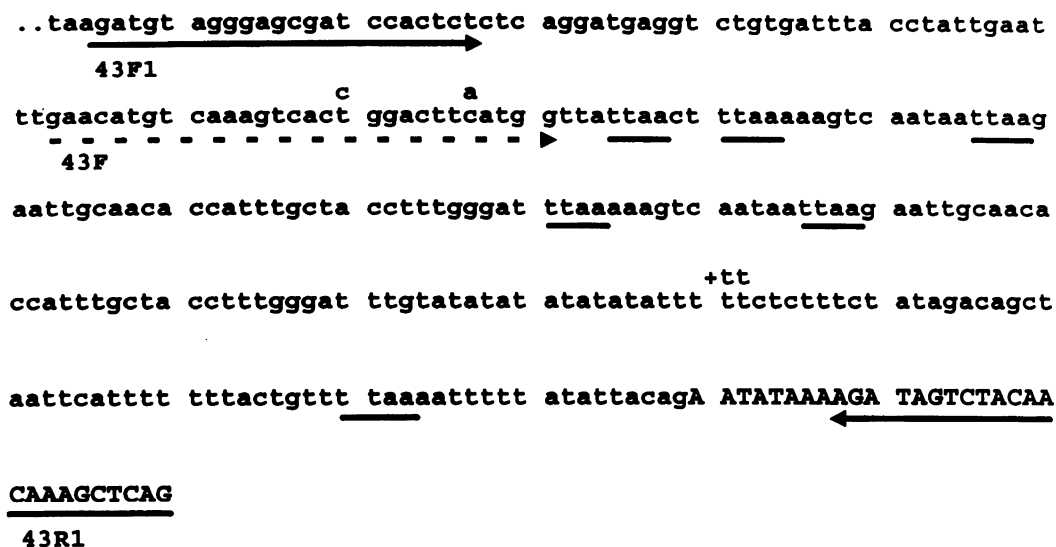 ..taagatgt agggagcgat ccactctctc aggatgaggt ctgtgattta cctattgaat
43F1
c a
ttgaacatgt caaagtcact ggacttcatg gttattaact ttaaaaagtc aataattaag
43F
aattgcaaca ccatttgcta cctttgggat ttaaaaagtc aataattaag aattgcaaca
+tt
ccatttgcta cctttgggat ttgtatatat atatatattt ttctctttct atagacagct
aattcatttt tttactgttt taaaattttt atattacagA ATATAAAAGA TAGTCTACAA
CAAAGCTCAG
43R1